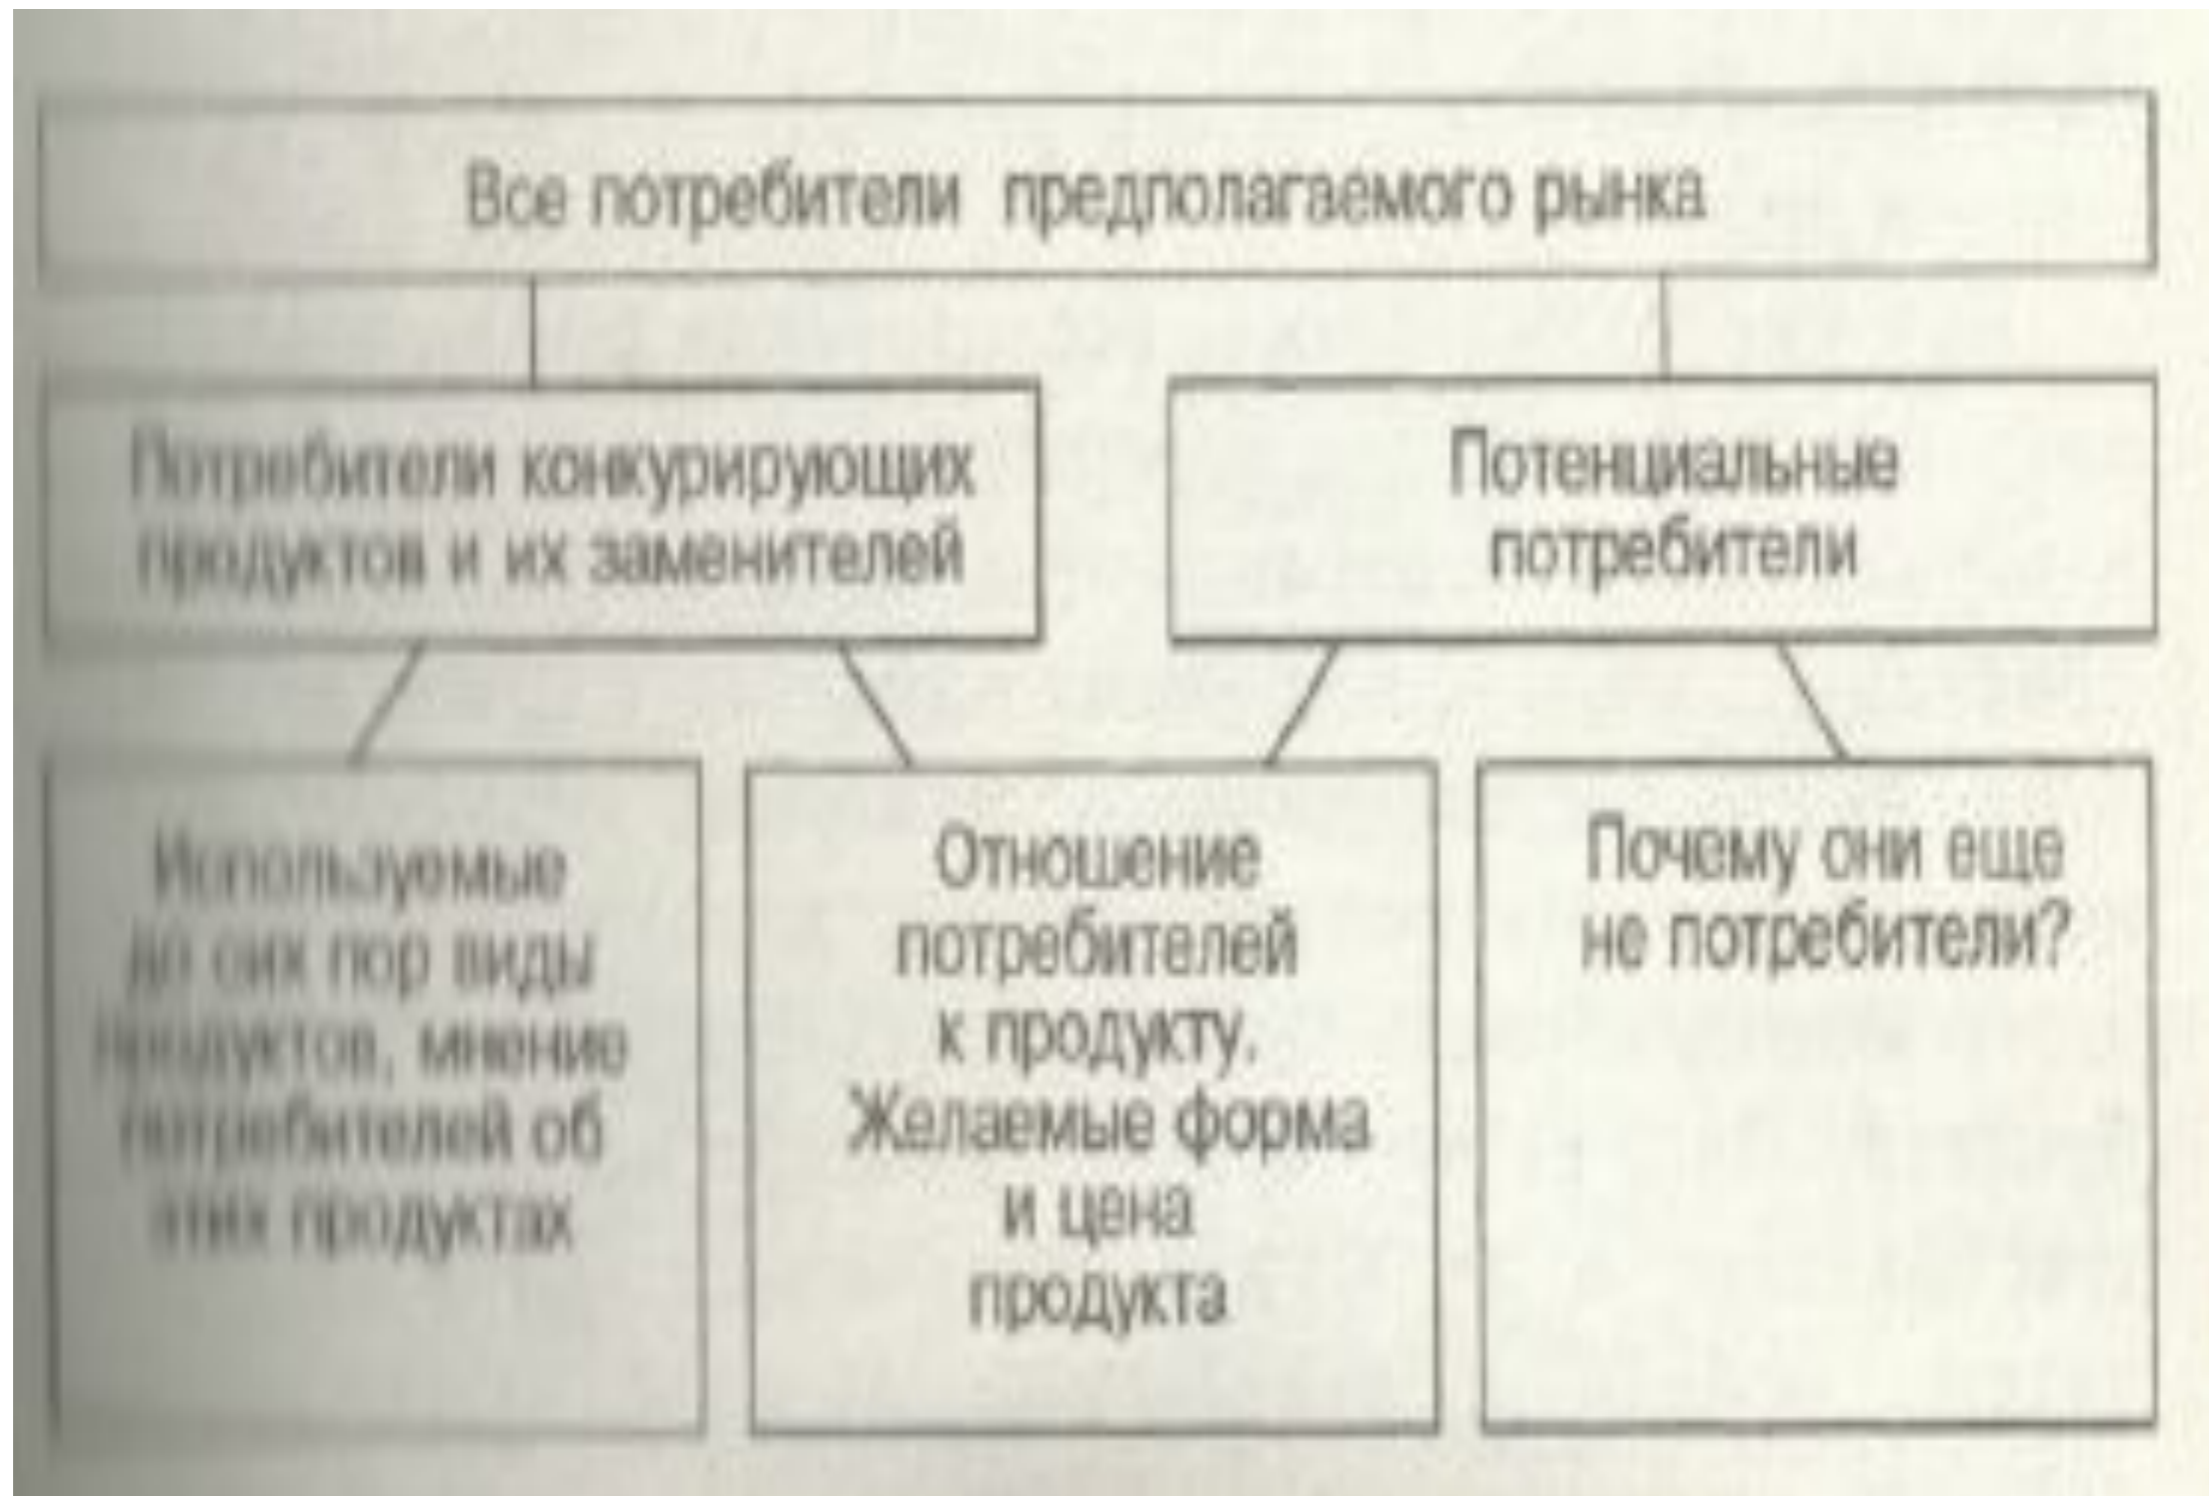 Все потребители предполагаемого рынка
Потребители конкурирующих
продуктов и их заменителей
Потенциальные
потребители
Используемые
до сих пор виды
продуктов, мнение
потребителей об
этих продуктах
Отношение
потребителей
к продукту.
Желаемые форма
и цена
продукта
Почему они еще
не потребители?